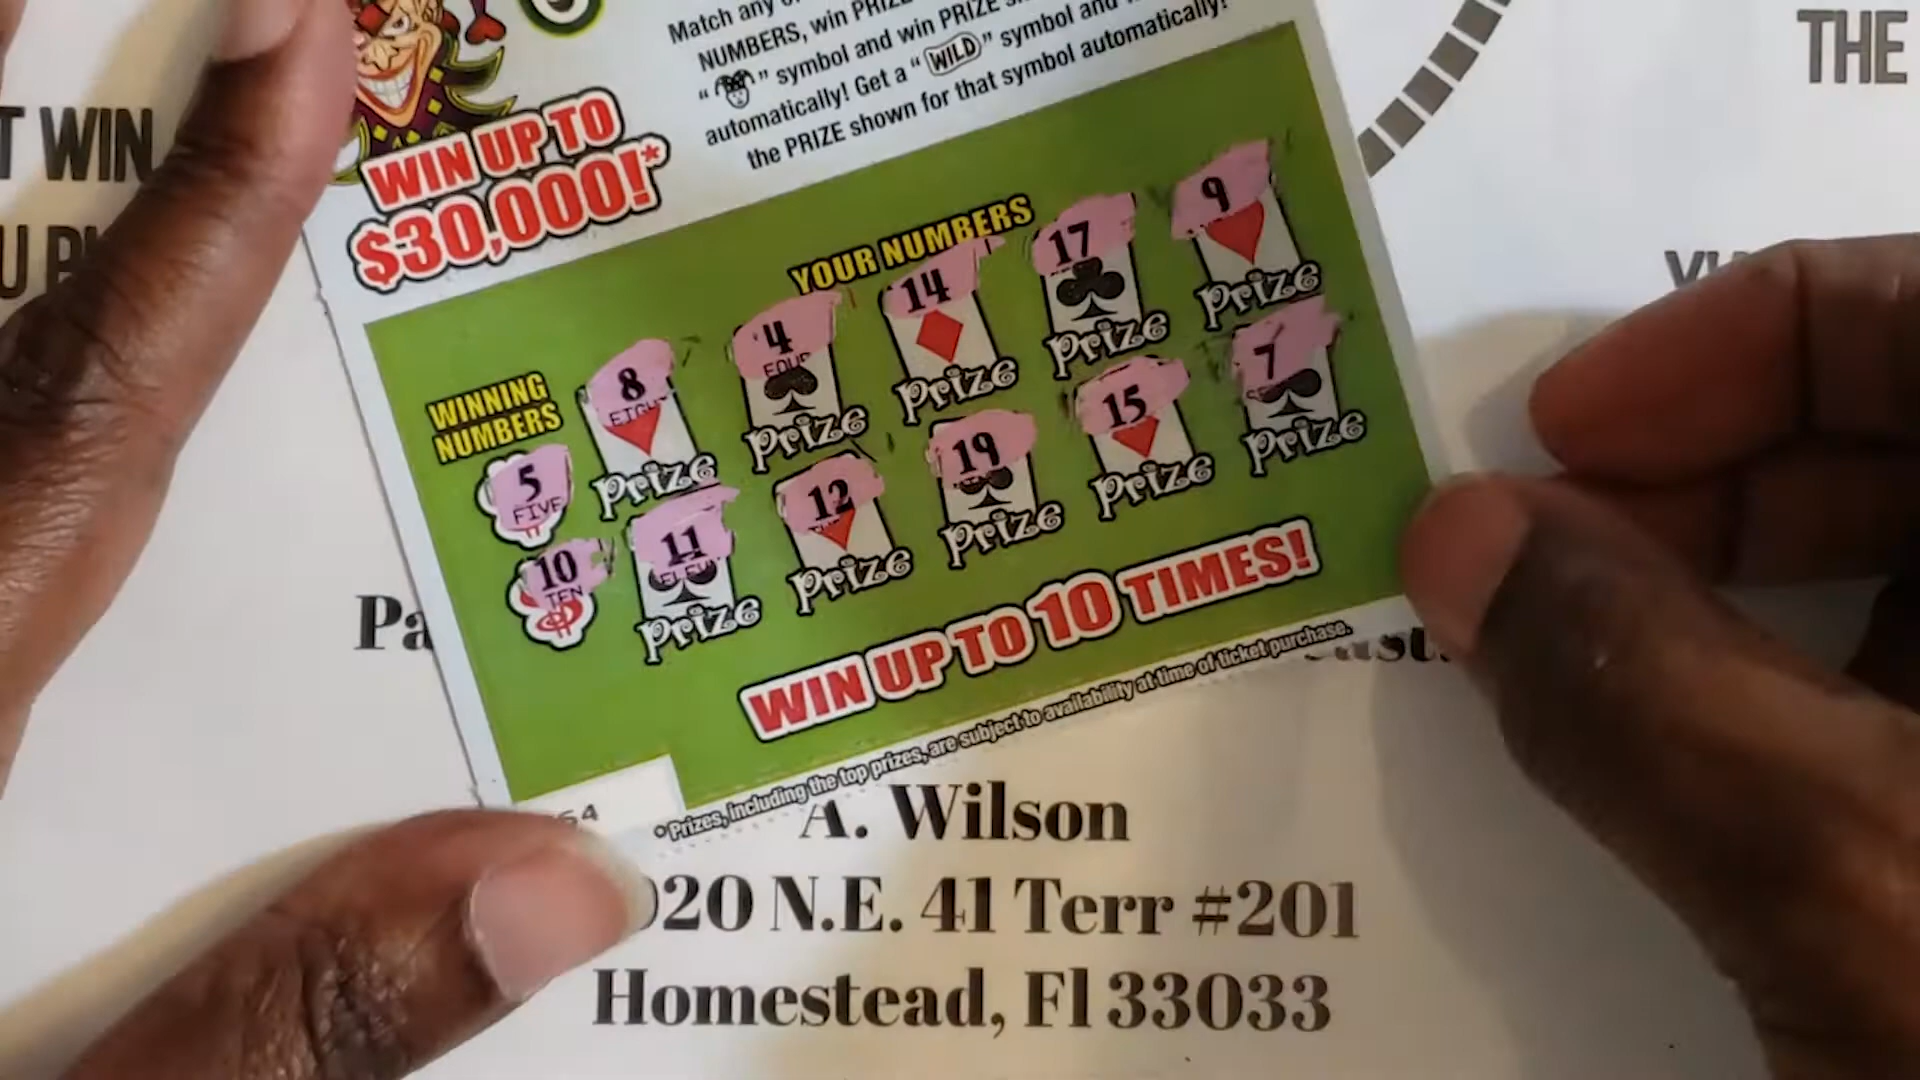 Match any
NUMBERS, win
" " symbol and win PRIZE
automatically! Get a "WILD" symbol and
the PRIZE shown for that symbol automatically!
THE
WIN
WIN UP TO
$30,000!*
YOUR NUMBERS
WINNING
NUMBERS
8
4
14
17
9
Prize
Prize
Prize
Prize
Prize
5
FIVE
10
TEN
11
12
19
15
7
Prize
Prize
Prize
Prize
Prize
WIN UP TO 10 TIMES!
* Prizes, including the top prizes, are subject to availability at time of ticket purchase.
64
A. Wilson
020 N.E. 41 Terr #201
Homestead, Fl 33033